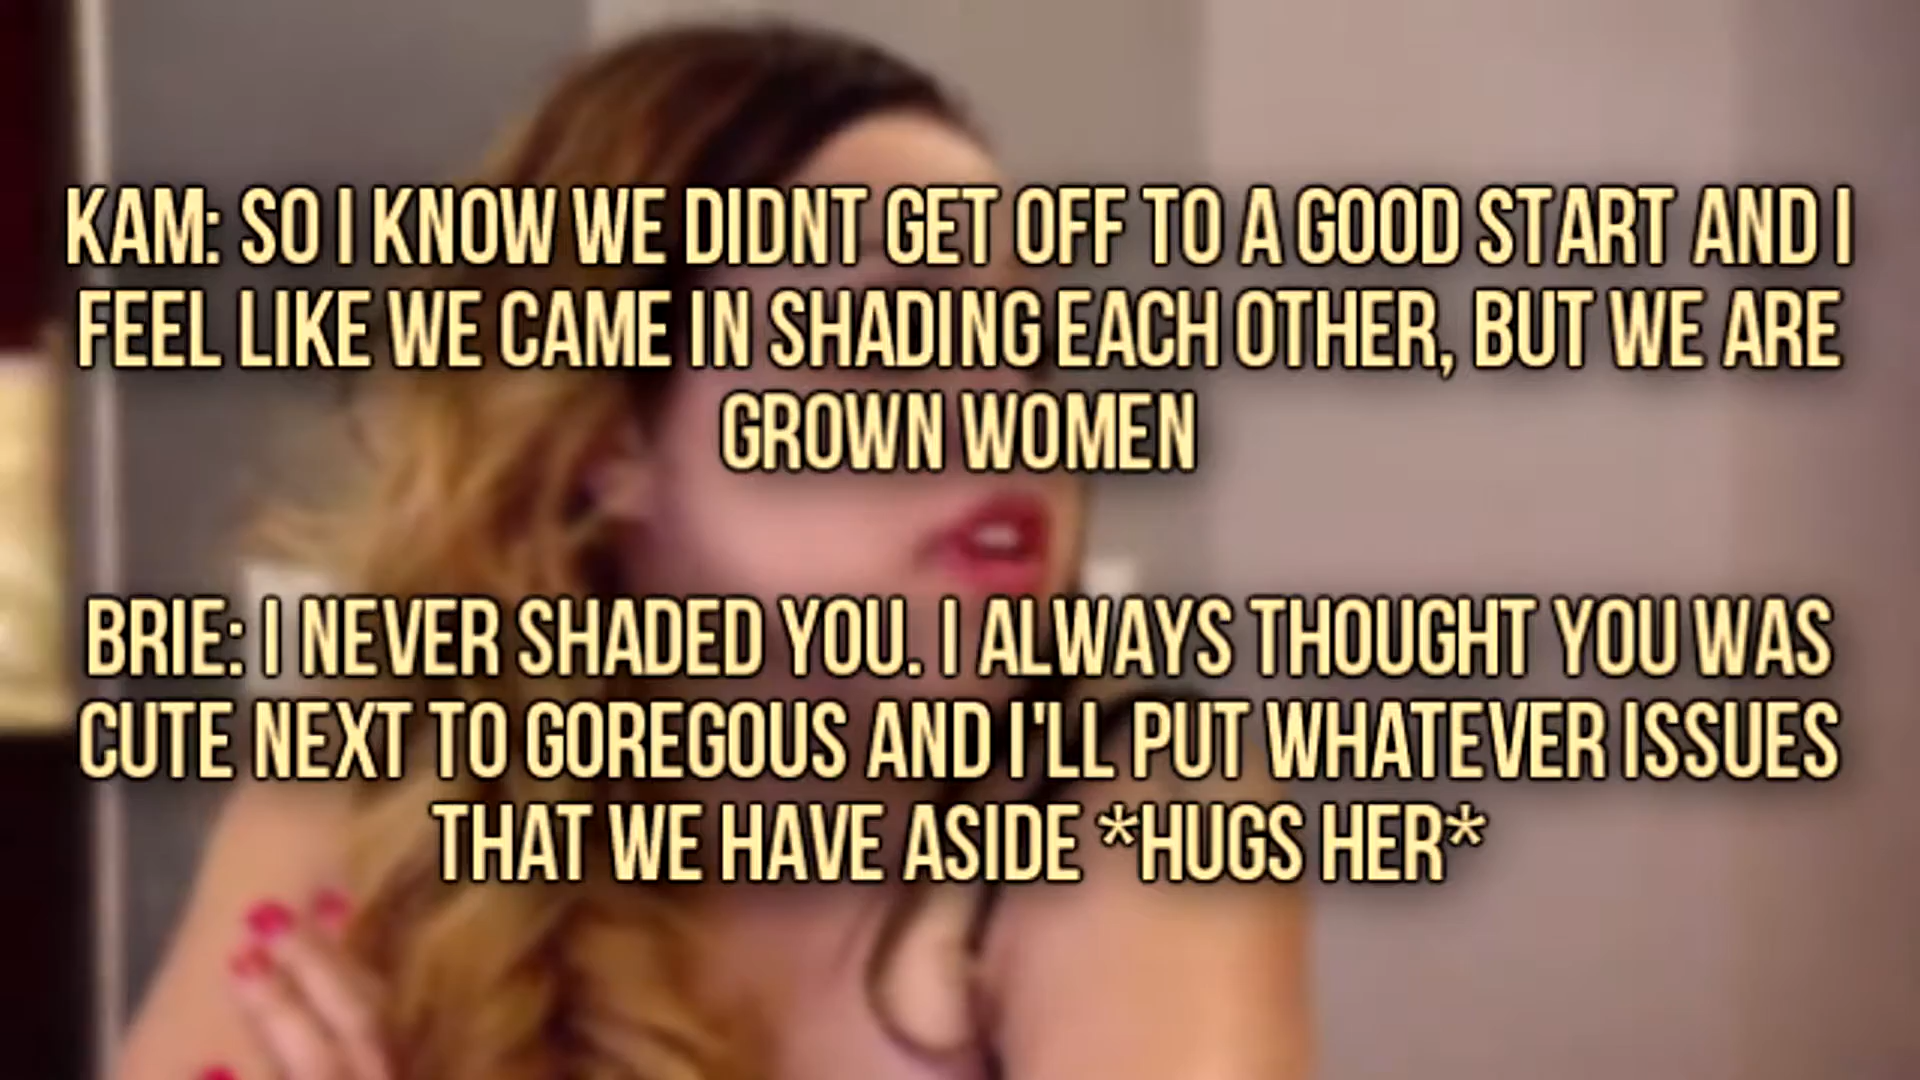 KAM: SO I KNOW WE DIDNT GET OFF TO A GOOD START AND I
FEEL LIKE WE CAME IN SHADING EACH OTHER, BUT WE ARE
GROWN WOMEN
BRIE: I NEVER SHADED YOU. I ALWAYS THOUGHT YOU WAS
CUTE NEXT TO GOREGOUS AND I'LL PUT WHATEVER ISSUES
THAT WE HAVE ASIDE *HUGS HER*